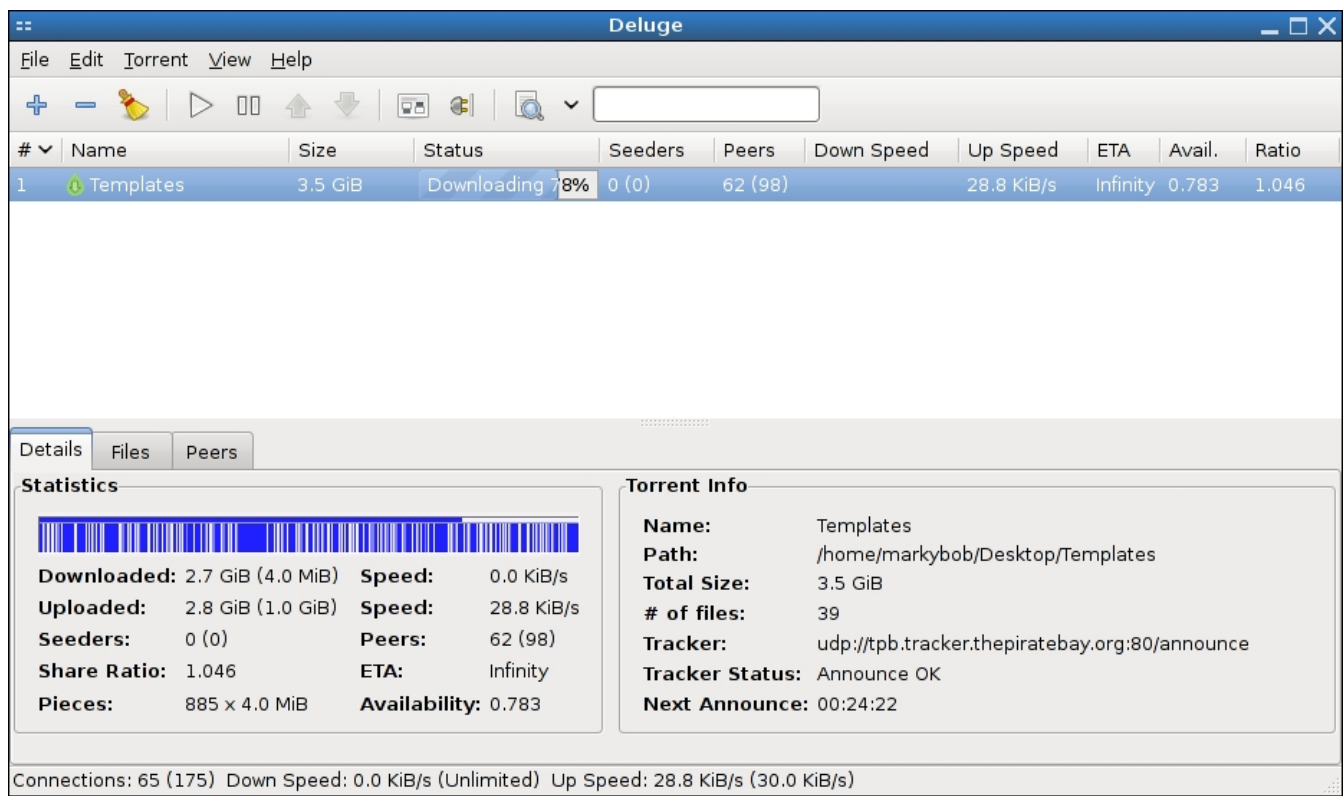 Deluge
File Edit Torrent View Help
# Name Size Status Seeders Peers Down Speed Up Speed ETA Avail. Ratio
1 Templates 3.5 GiB Downloading 78% 0 (0) 62 (98) 28.8 KiB/s Infinity 0.783 1.046
Details Files Peers
Statistics
Downloaded: 2.7 GiB (4.0 MiB) Speed: 0.0 KiB/s
Uploaded: 2.8 GiB (1.0 GiB) Speed: 28.8 KiB/s
Seeders: 0 (0) Peers: 62 (98)
Share Ratio: 1.046 ETA: Infinity
Pieces: 885 x 4.0 MiB Availability: 0.783
Torrent Info
Name: Templates
Path: /home/markybob/Desktop/Templates
Total Size: 3.5 GiB
# of files: 39
Tracker: udp://tpb.tracker.thepiratebay.org:80/announce
Tracker Status: Announce OK
Next Announce: 00:24:22
Connections: 65 (175) Down Speed: 0.0 KiB/s (Unlimited) Up Speed: 28.8 KiB/s (30.0 KiB/s)